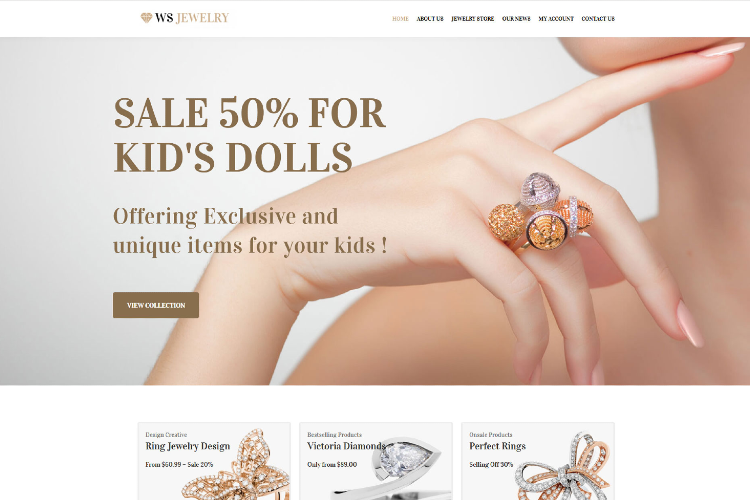 WS JEWELRY
HOME ABOUT US JEWELRY STORE OUR NEWS MY ACCOUNT CONTACT US
SALE 50% FOR
KID'S DOLLS
Offering Exclusive and
unique items for your kids !
VIEW COLLECTION
Design Creative
Ring Jewelry Design
From $60.99 – Sale 20%
Bestselling Products
Victoria Diamonds
Only from $59.00
Onsale Products
Perfect Rings
Selling Off 50%